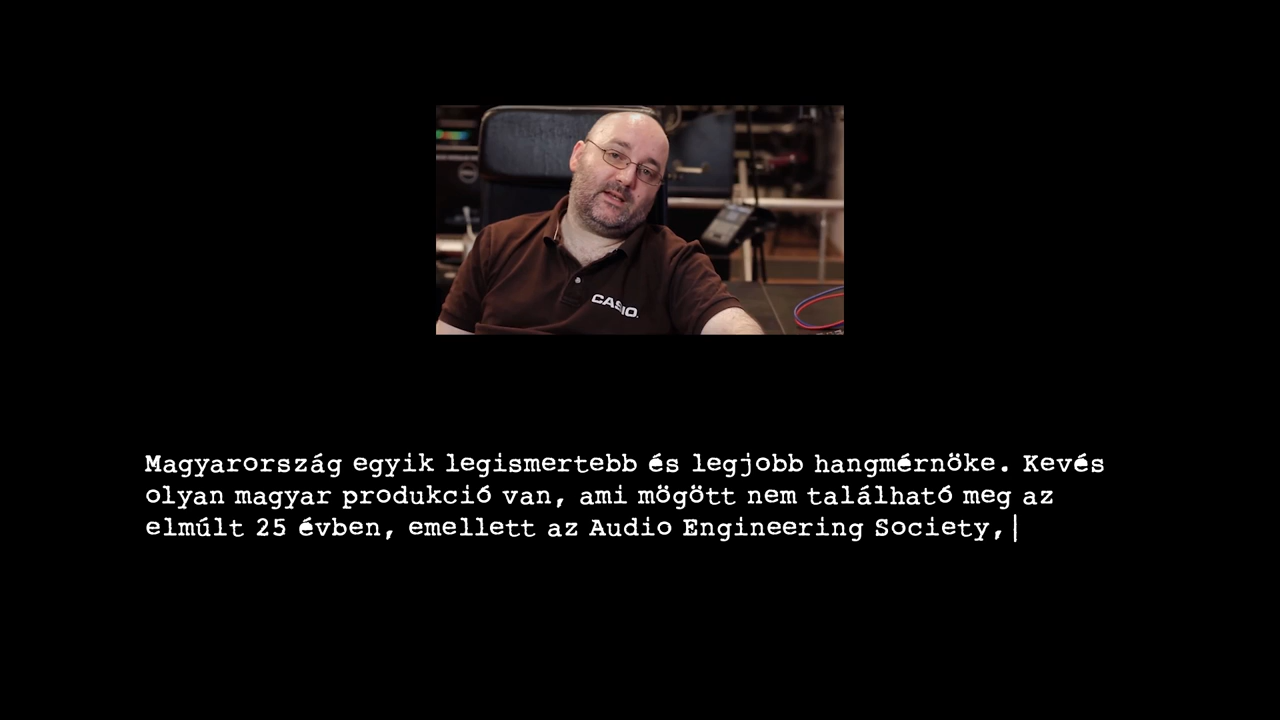 CASIO
Magyarország egyik legismertebb és legjobb hangmérnöke. Kevés
olyan magyar produkció van, ami mögött nem található meg az
elmúlt 25 évben, emellett az Audio Engineering Society,